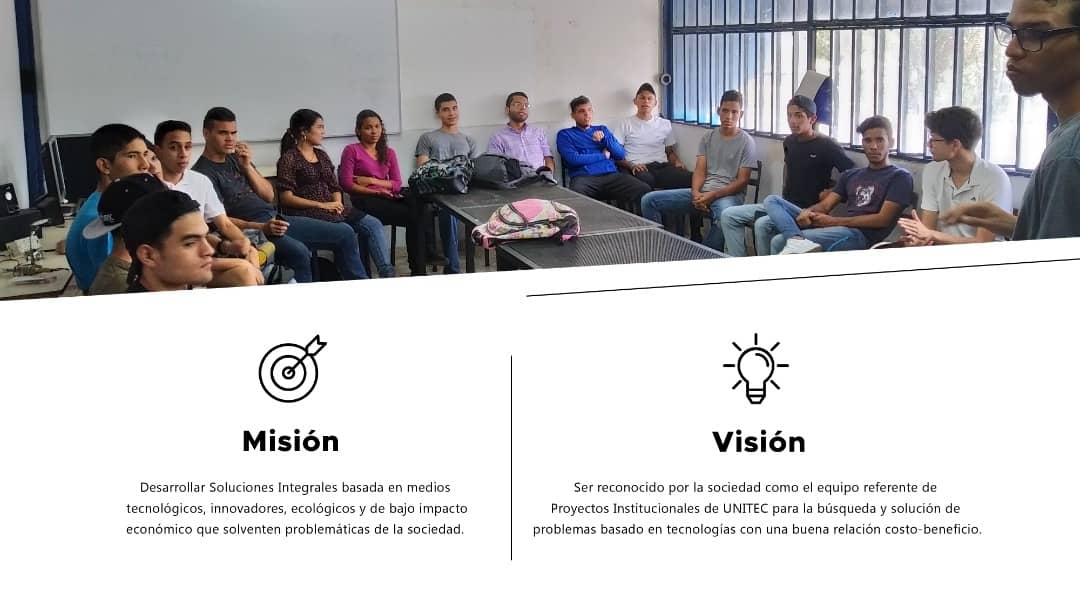 Misión
Desarrollar Soluciones Integrales basada en medios
tecnológicos, innovadores, ecológicos y de bajo impacto
económico que solventen problemáticas de la sociedad.
Visión
Ser reconocido por la sociedad como el equipo referente de
Proyectos Institucionales de UNITEC para la búsqueda y solución de
problemas basado en tecnologías con una buena relación costo-beneficio.